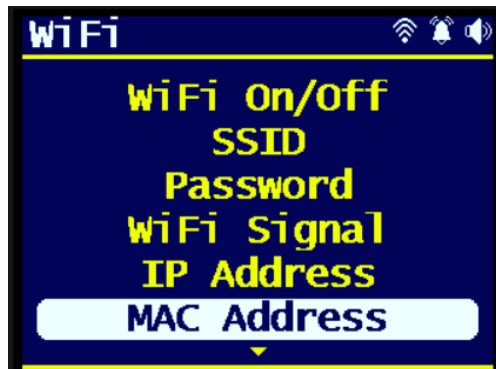 WiFi
WiFi On/Off
SSID
Password
WiFi Signal
IP Address
MAC Address